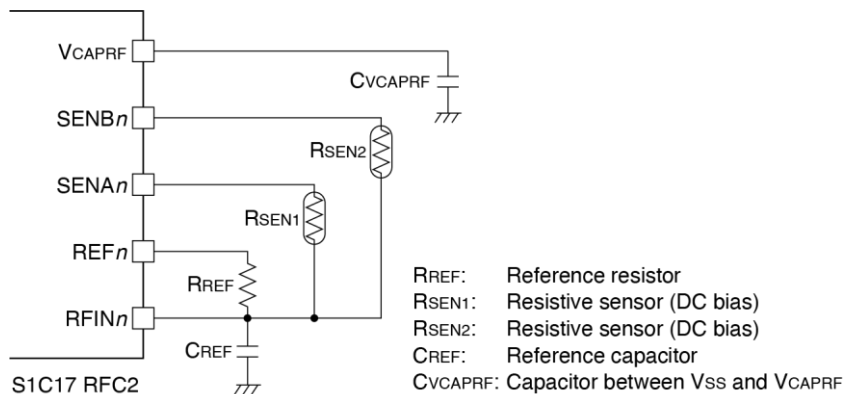 VCAPRF
CVCAPRF
SENBn
RSEN2
SENAn
RSEN1
REFn
RREF
RFINn
CREF
S1C17 RFC2
RREF: Reference resistor
RSEN1: Resistive sensor (DC bias)
RSEN2: Resistive sensor (DC bias)
CREF: Reference capacitor
CVCAPRF: Capacitor between VSS and VCAPRF